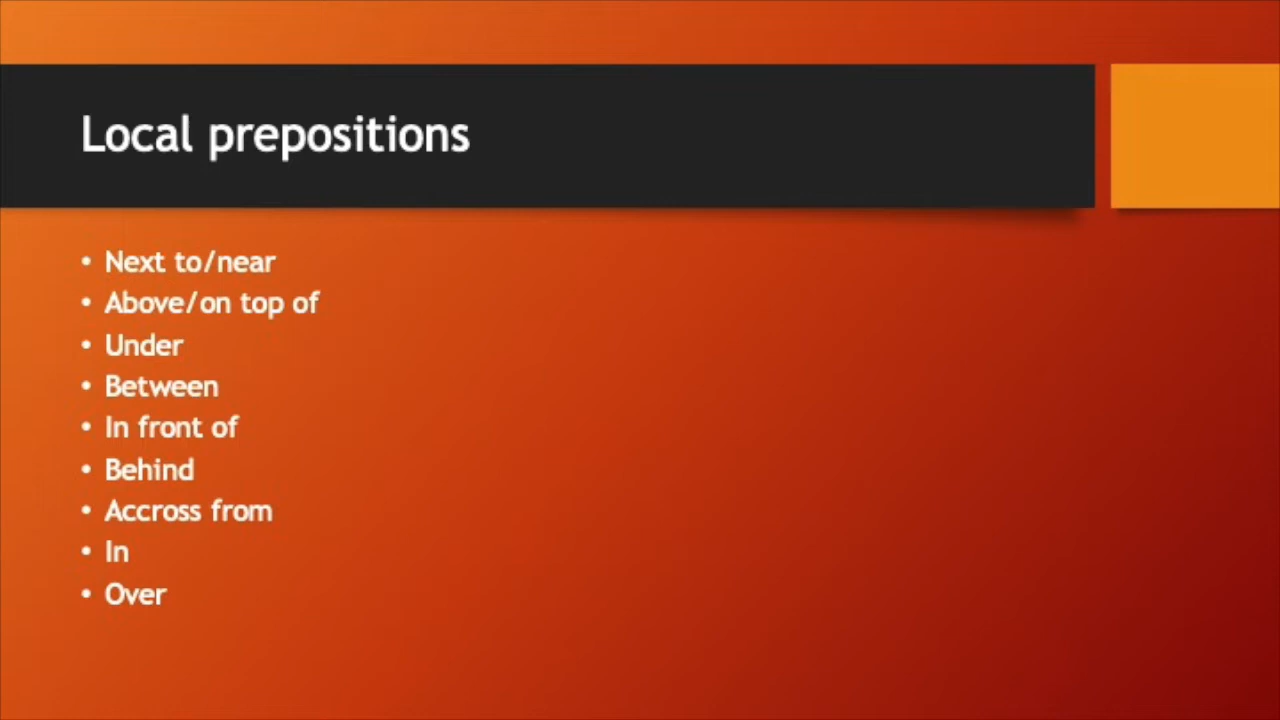 Local prepositions
• Next to/near
• Above/on top of
• Under
• Between
• In front of
• Behind
• Accross from
• In
• Over